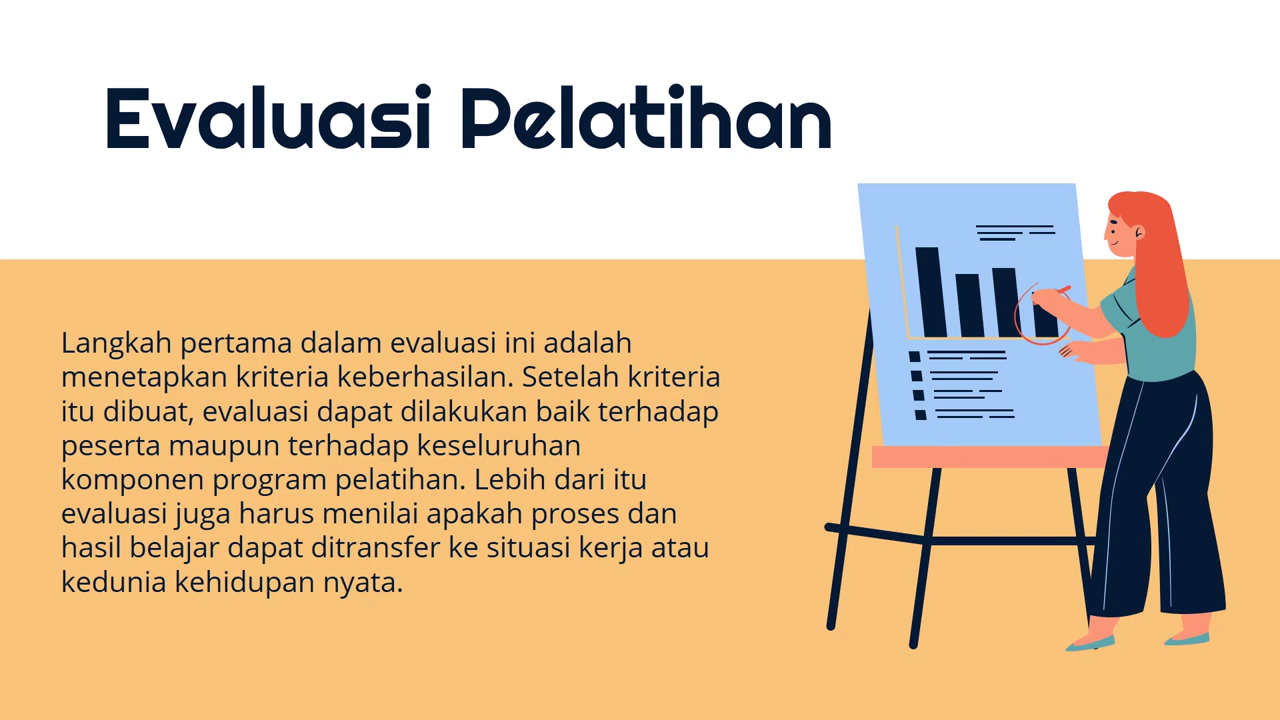 Evaluasi Pelatihan
Langkah pertama dalam evaluasi ini adalah
menetapkan kriteria keberhasilan. Setelah kriteria
itu dibuat, evaluasi dapat dilakukan baik terhadap
peserta maupun terhadap keseluruhan
komponen program pelatihan. Lebih dari itu
evaluasi juga harus menilai apakah proses dan
hasil belajar dapat ditransfer ke situasi kerja atau
kedunia kehidupan nyata.